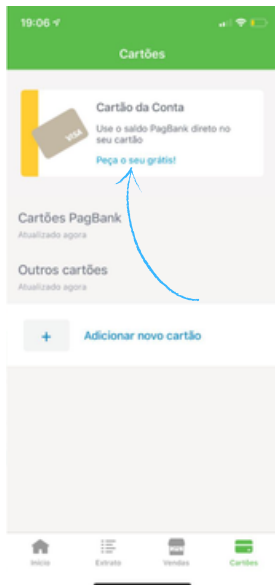 19:06
Cartões
Cartão da Conta
Use o saldo PagBank direto no
seu cartão
VISA
Peça o seu grátis!
Cartões PagBank
Atualizado agora
Outros cartões
Atualizado agora
+ Adicionar novo cartão
Início Extrato Vendas Cartões